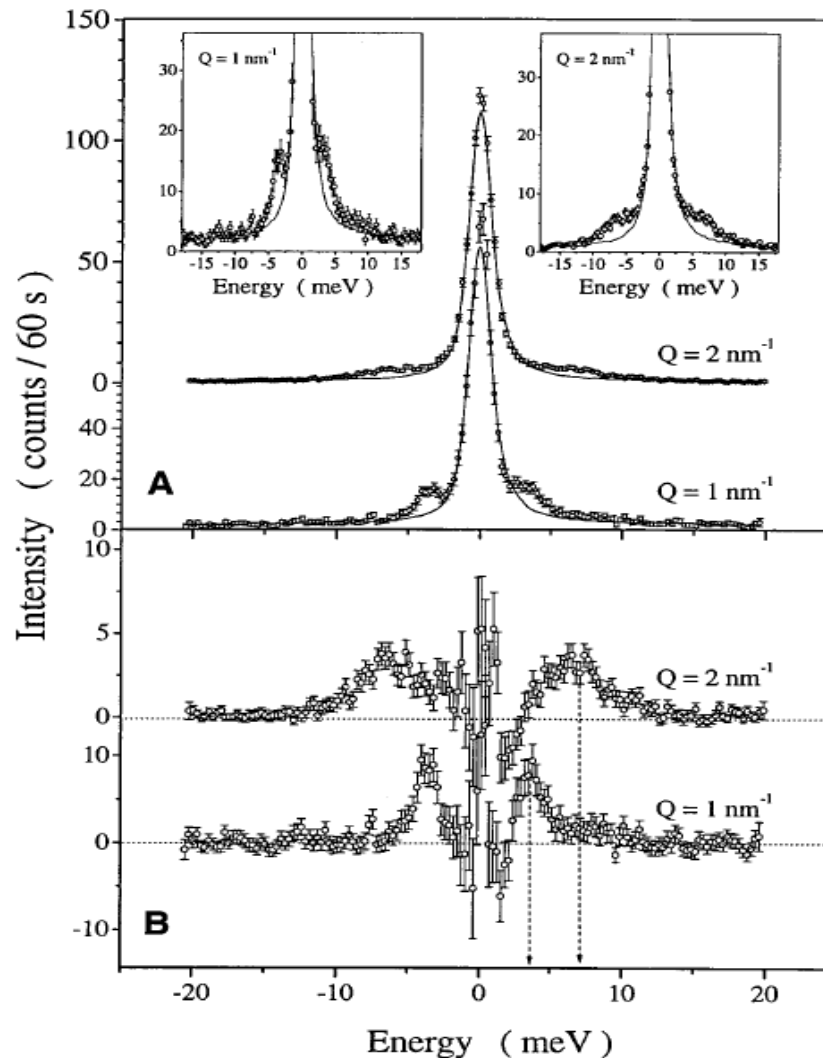 150
100
50
0
40
20
0
Q = 1 nm⁻¹
30
20
10
0
-15 -10 -5 0 5 10 15
Energy ( meV )
Q = 2 nm⁻¹
30
20
10
0
-15 -10 -5 0 5 10 15
Energy ( meV )
Q = 2 nm⁻¹
A
Q = 1 nm⁻¹
Intensity ( counts / 60 s )
10
5
0
10
0
-10
Q = 2 nm⁻¹
Q = 1 nm⁻¹
B
-20 -10 0 10 20
Energy ( meV )